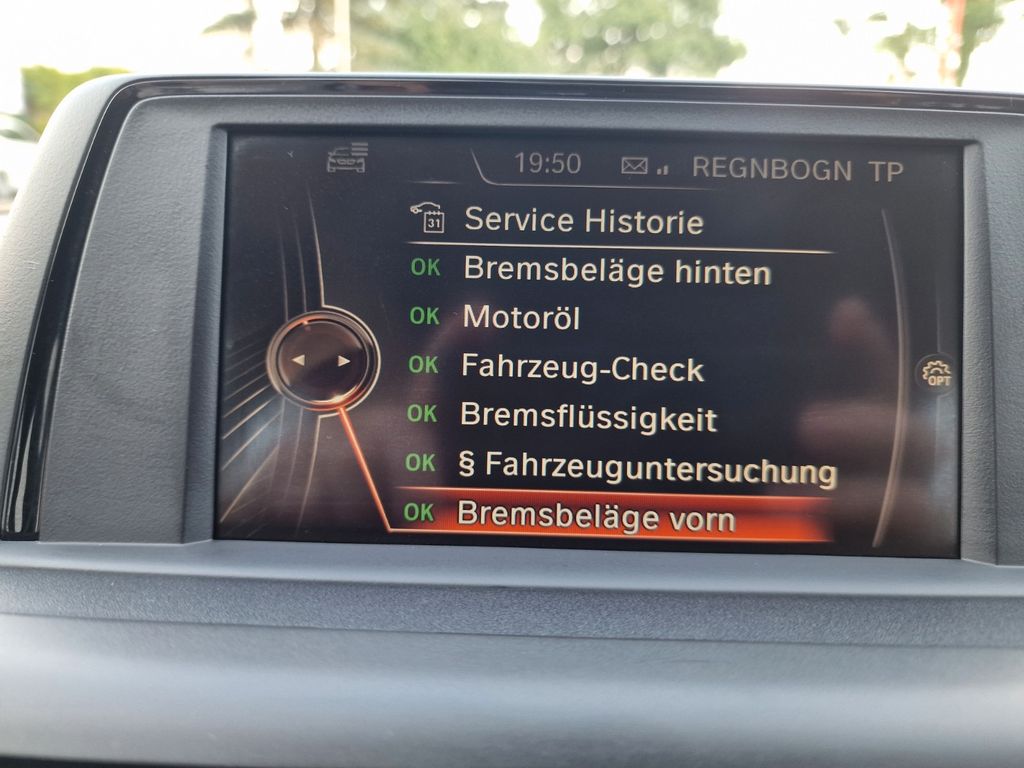 19:50 REGNBOGN TP
31 Service Historie
OK Bremsbeläge hinten
OK Motoröl
OK Fahrzeug-Check
OPT
OK Bremsflüssigkeit
OK § Fahrzeuguntersuchung
OK Bremsbeläge vorn